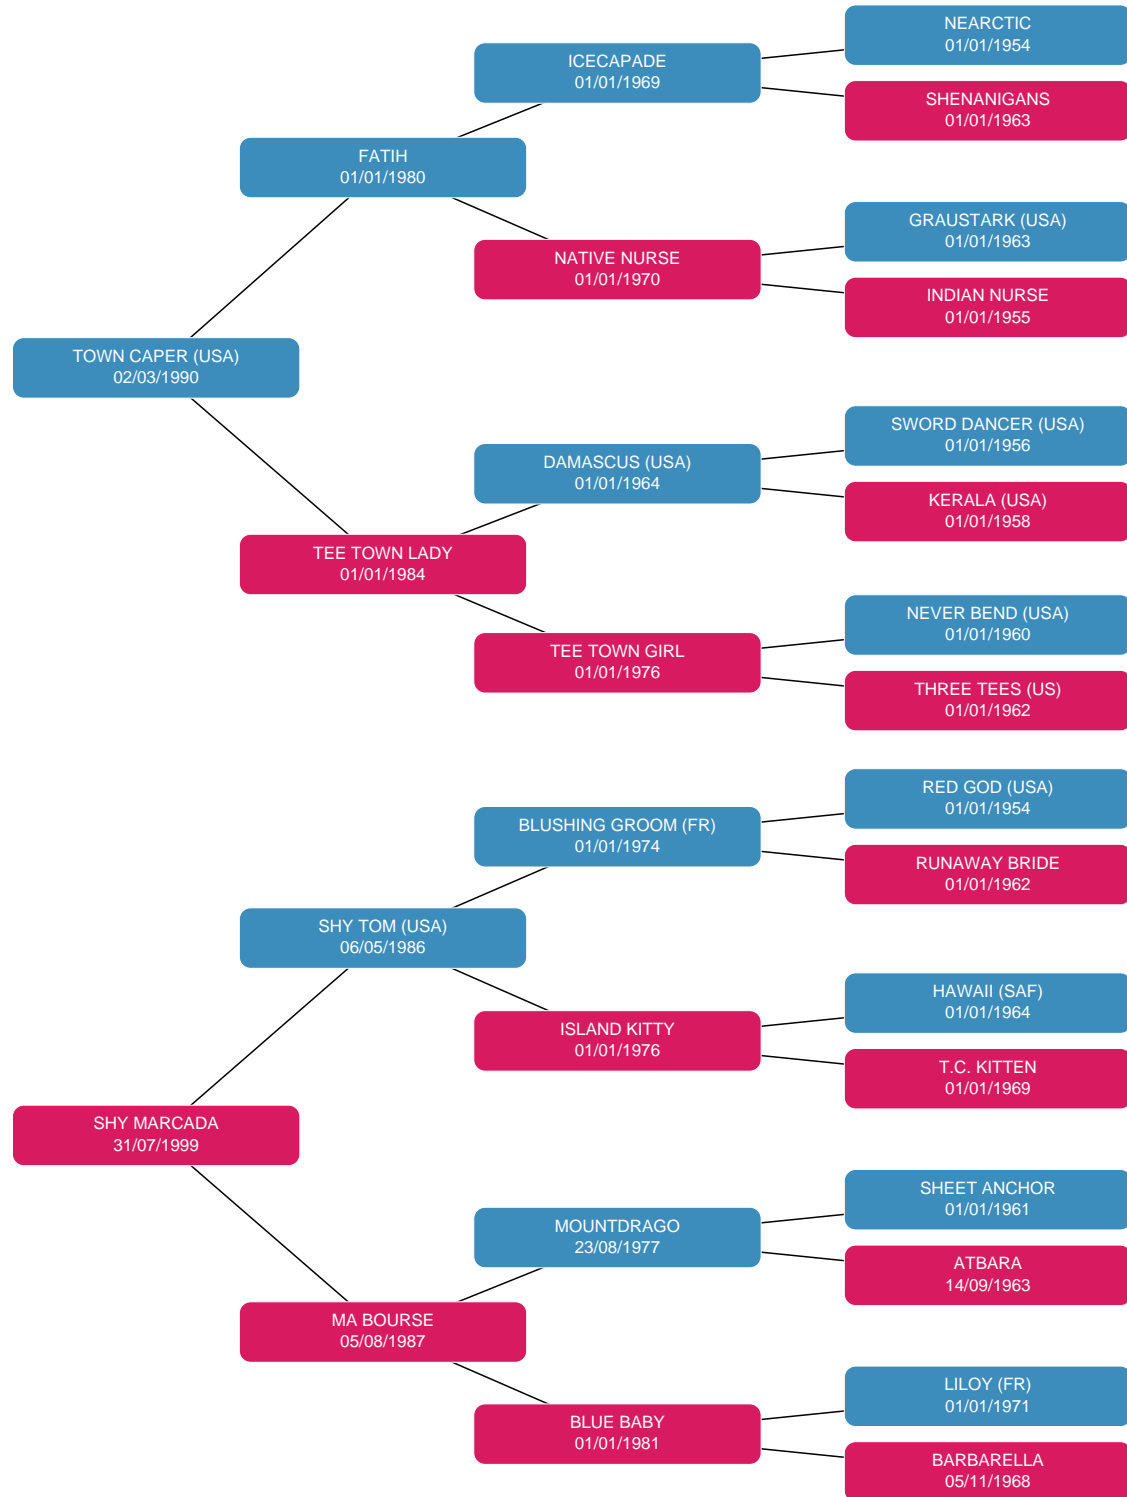 NEARCTIC
01/01/1954
ICECAPADE
01/01/1969
SHENANIGANS
01/01/1963
FATIH
01/01/1980
GRAUSTARK (USA)
01/01/1963
NATIVE NURSE
01/01/1970
INDIAN NURSE
01/01/1955
TOWN CAPER (USA)
02/03/1990
SWORD DANCER (USA)
01/01/1956
DAMASCUS (USA)
01/01/1964
KERALA (USA)
01/01/1958
TEE TOWN LADY
01/01/1984
NEVER BEND (USA)
01/01/1960
TEE TOWN GIRL
01/01/1976
THREE TEES (US)
01/01/1962
RED GOD (USA)
01/01/1954
BLUSHING GROOM (FR)
01/01/1974
RUNAWAY BRIDE
01/01/1962
SHY TOM (USA)
06/05/1986
HAWAII (SAF)
01/01/1964
ISLAND KITTY
01/01/1976
T.C. KITTEN
01/01/1969
SHY MARCADA
31/07/1999
SHEET ANCHOR
01/01/1961
MOUNTDRAGO
23/08/1977
ATBARA
14/09/1963
MA BOURSE
05/08/1987
LILOY (FR)
01/01/1971
BLUE BABY
01/01/1981
BARBARELLA
05/11/1968